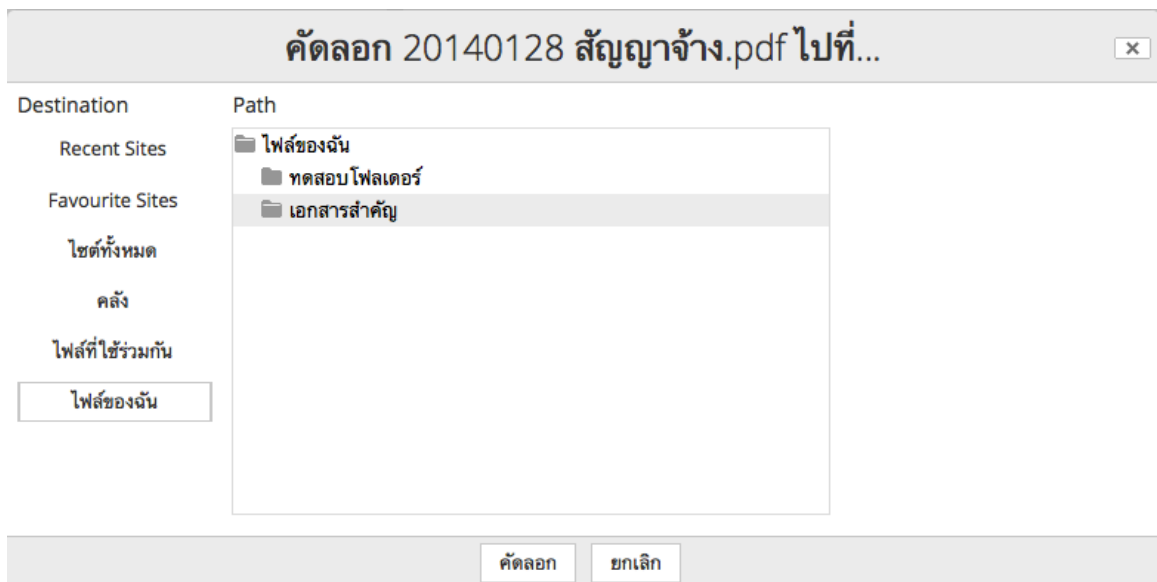 คัดลอก 20140128 สัญญาจ้าง.pdf ไปที่...
Destination
Path
Recent Sites
Favourite Sites
ไซต์ทั้งหมด
คลัง
ไฟล์ที่ใช้ร่วมกัน
ไฟล์ของฉัน
ไฟล์ของฉัน
ทดสอบโฟลเดอร์
เอกสารสำคัญ
คัดลอก
ยกเลิก